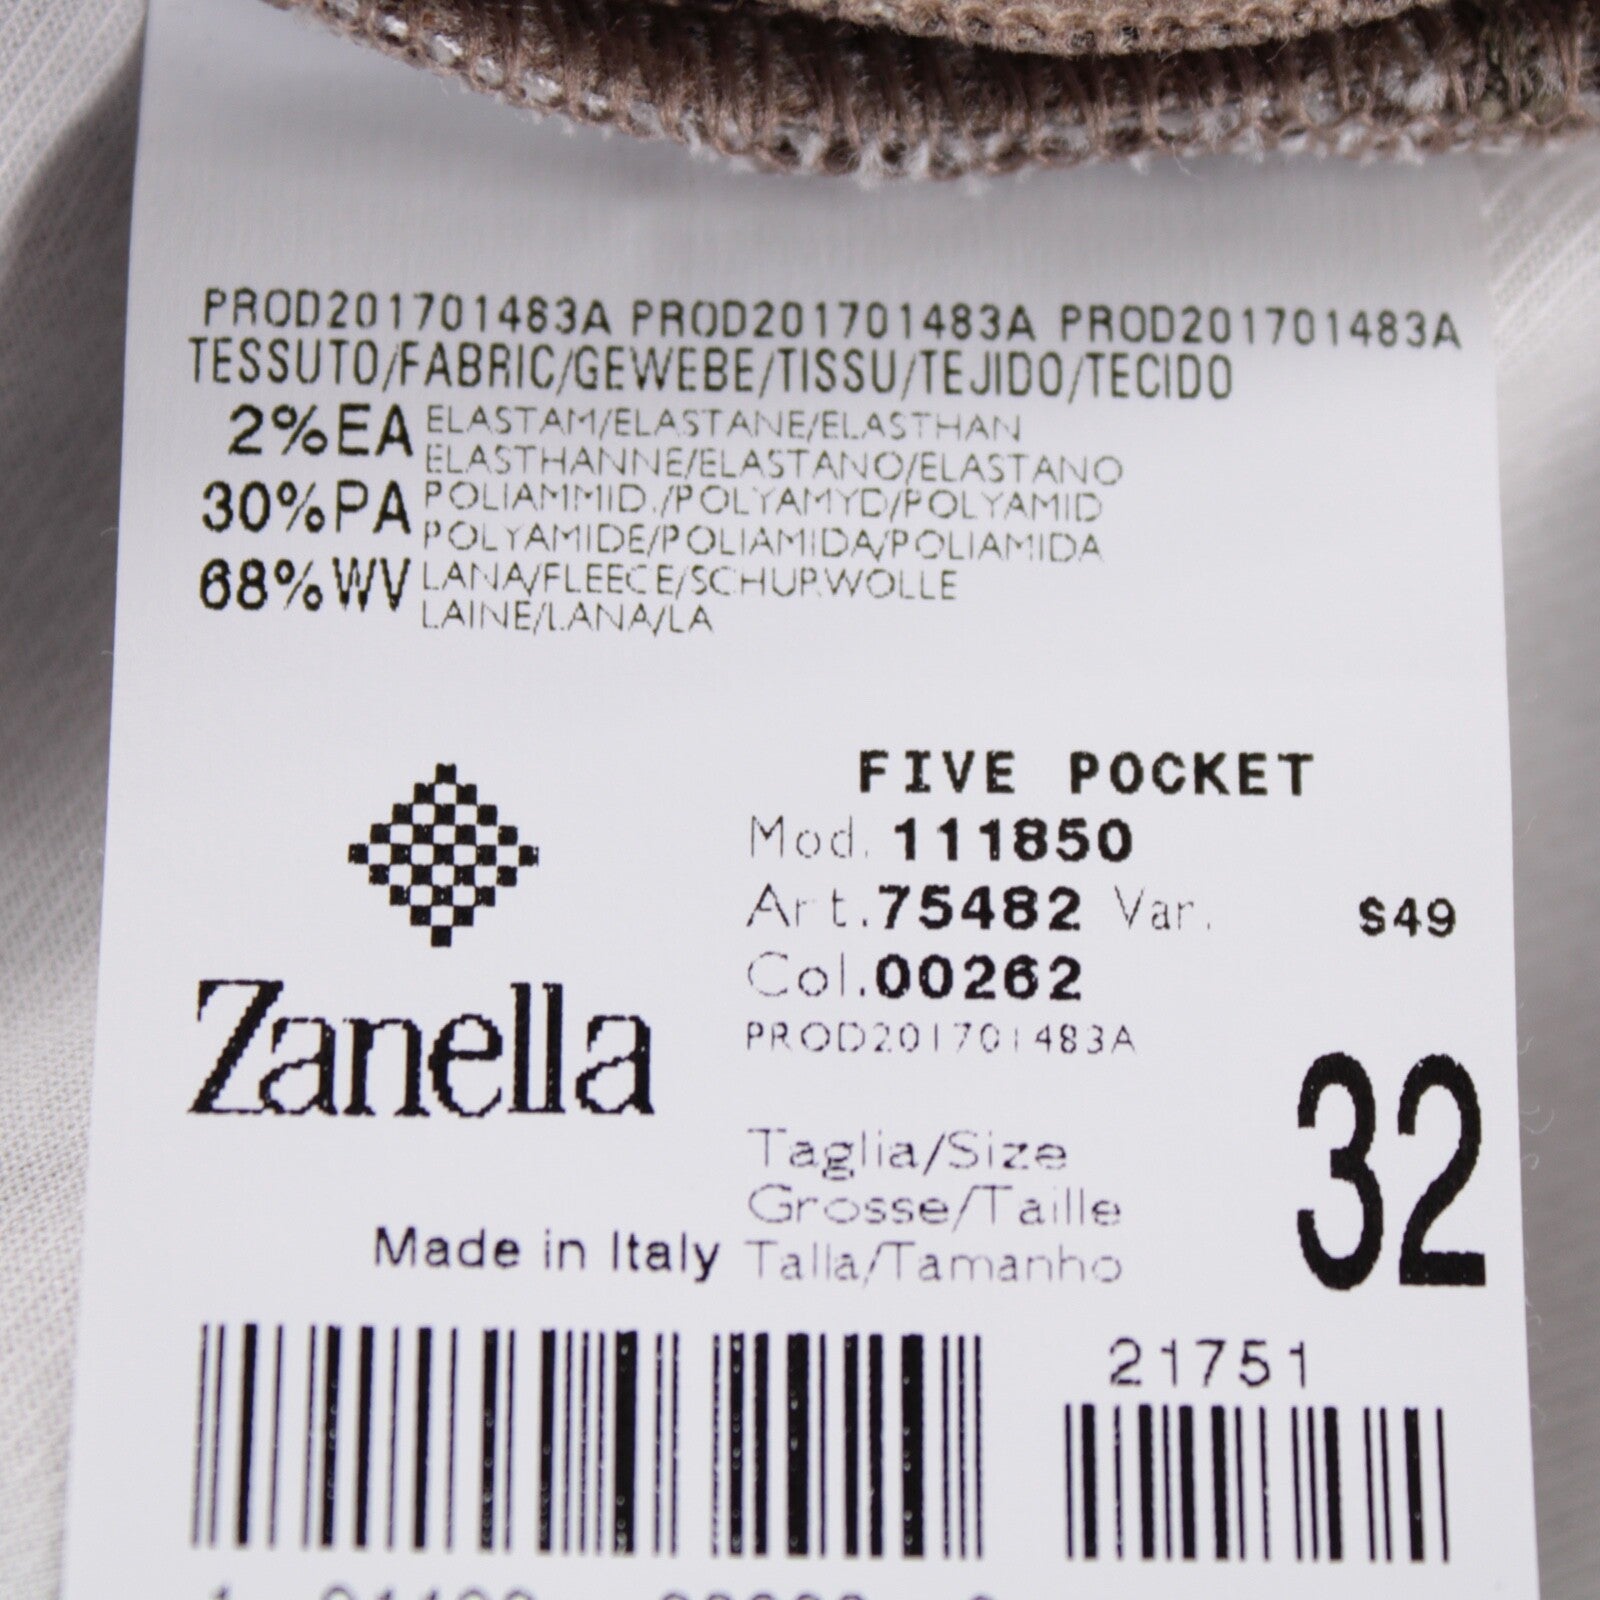 PROD201701483A PROD201701483A PROD201701483A
TESSUTO/FABRIC/GEWEBE/TISSU/TEJIDO/TECIDO
2%EA ELASTAM/ELASTANE/ELASTHAN
ELASTHANNE/ELASTANO/ELASTANO
30%PA POLIAMMID./POLYAMYD/POLYAMID
POLYAMIDE/POLIAMIDA/POLIAMIDA
68%WV LANA/FLEECE/SCHURWOLLE
LAINE/LANA/LA
FIVE POCKET
Mod. 111850
Art.75482 Var. S49
Col.00262
PROD201701483A
Zanella
32
Taglia/Size
Grosse/Taille
Talla/Tamanho
Made in Italy
21751